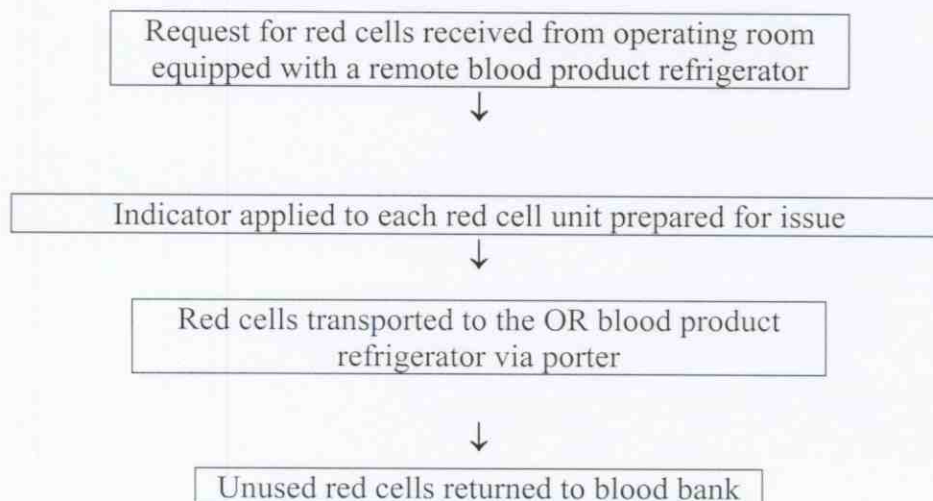 Request for red cells received from operating room
equipped with a remote blood product refrigerator
↓
Indicator applied to each red cell unit prepared for issue
↓
Red cells transported to the OR blood product
refrigerator via porter
↓
Unused red cells returned to blood bank